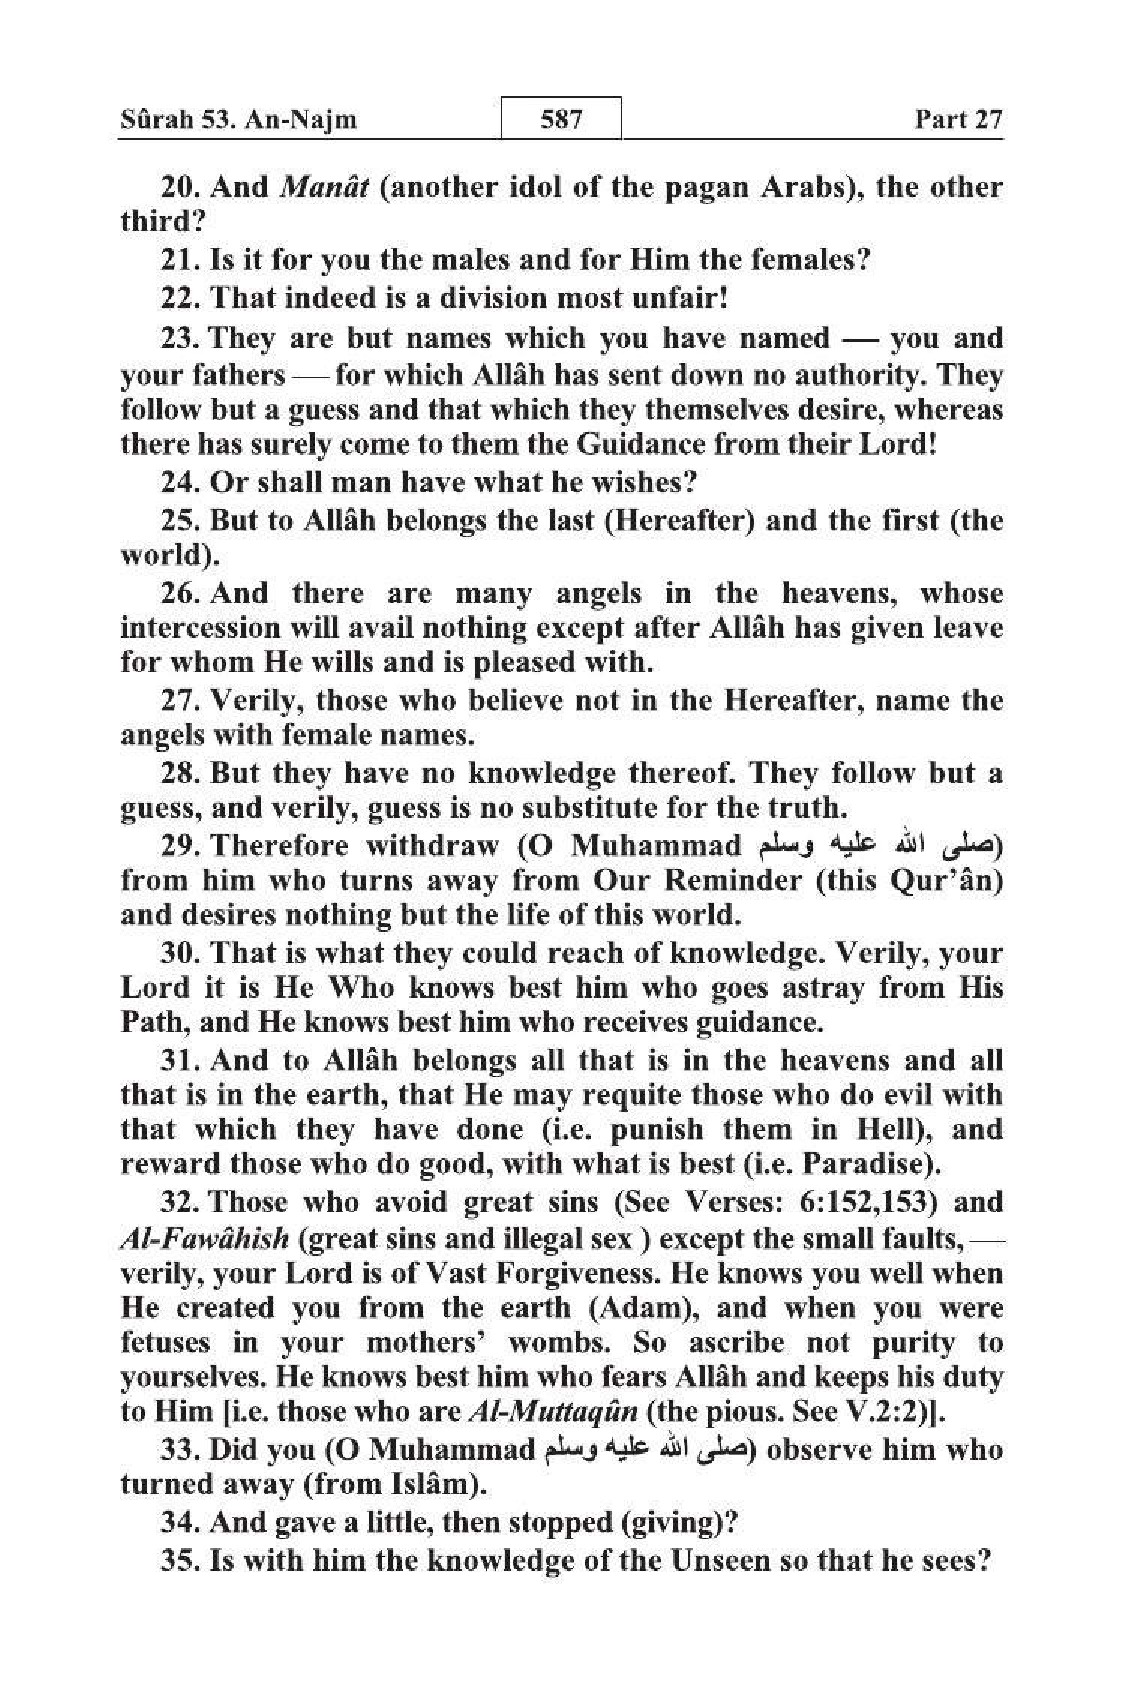 Sûrah 53. An-Najm 587 Part 27
20. And Manât (another idol of the pagan Arabs), the other
third?
21. Is it for you the males and for Him the females?
22. That indeed is a division most unfair!
23. They are but names which you have named — you and
your fathers — for which Allâh has sent down no authority. They
follow but a guess and that which they themselves desire, whereas
there has surely come to them the Guidance from their Lord!
24. Or shall man have what he wishes?
25. But to Allâh belongs the last (Hereafter) and the first (the
world).
26. And there are many angels in the heavens, whose
intercession will avail nothing except after Allâh has given leave
for whom He wills and is pleased with.
27. Verily, those who believe not in the Hereafter, name the
angels with female names.
28. But they have no knowledge thereof. They follow but a
guess, and verily, guess is no substitute for the truth.
29. Therefore withdraw (O Muhammad صلى الله عليه وسلم)
from him who turns away from Our Reminder (this Qur’ân)
and desires nothing but the life of this world.
30. That is what they could reach of knowledge. Verily, your
Lord it is He Who knows best him who goes astray from His
Path, and He knows best him who receives guidance.
31. And to Allâh belongs all that is in the heavens and all
that is in the earth, that He may requite those who do evil with
that which they have done (i.e. punish them in Hell), and
reward those who do good, with what is best (i.e. Paradise).
32. Those who avoid great sins (See Verses: 6:152,153) and
Al-Fawâhish (great sins and illegal sex ) except the small faults, —
verily, your Lord is of Vast Forgiveness. He knows you well when
He created you from the earth (Adam), and when you were
fetuses in your mothers’ wombs. So ascribe not purity to
yourselves. He knows best him who fears Allâh and keeps his duty
to Him [i.e. those who are Al-Muttaqûn (the pious. See V.2:2)].
33. Did you (O Muhammad صلى الله عليه وسلم) observe him who
turned away (from Islâm).
34. And gave a little, then stopped (giving)?
35. Is with him the knowledge of the Unseen so that he sees?